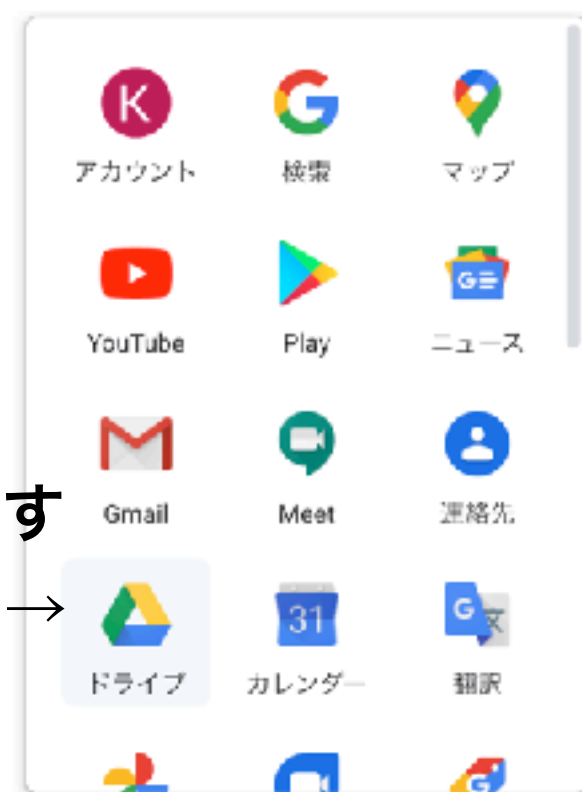 K
アカウント 検索 マップ
G≡
YouTube Play ニュース
Gmail Meet 連絡先
す
→
31 G 文
ドライブ カレンダー 翻訳
G